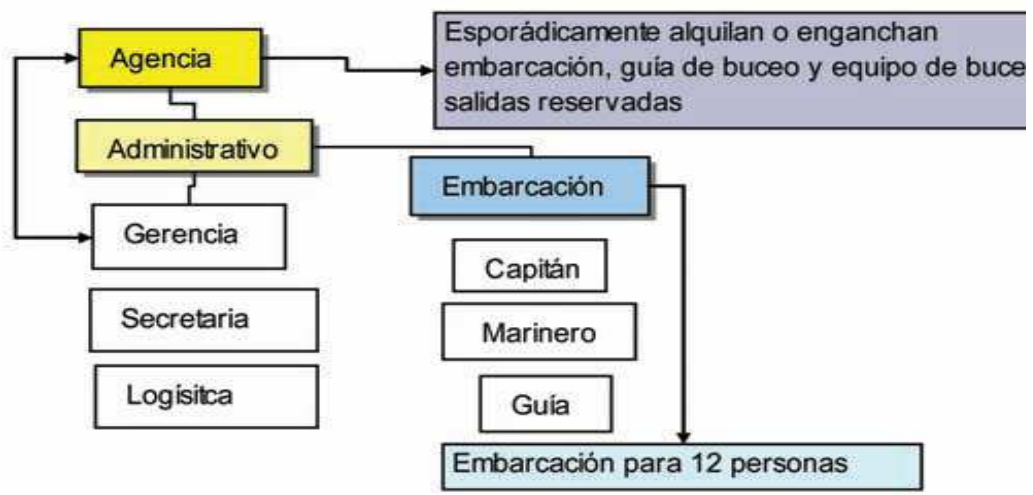 Agencia
Esporádicamente alquilan o enganchan
embarcación, guía de buceo y equipo de buce
salidas reservadas
Administrativo
Embarcación
Gerencia
Capitán
Secretaria
Marinero
Logísitca
Guía
Embarcación para 12 personas